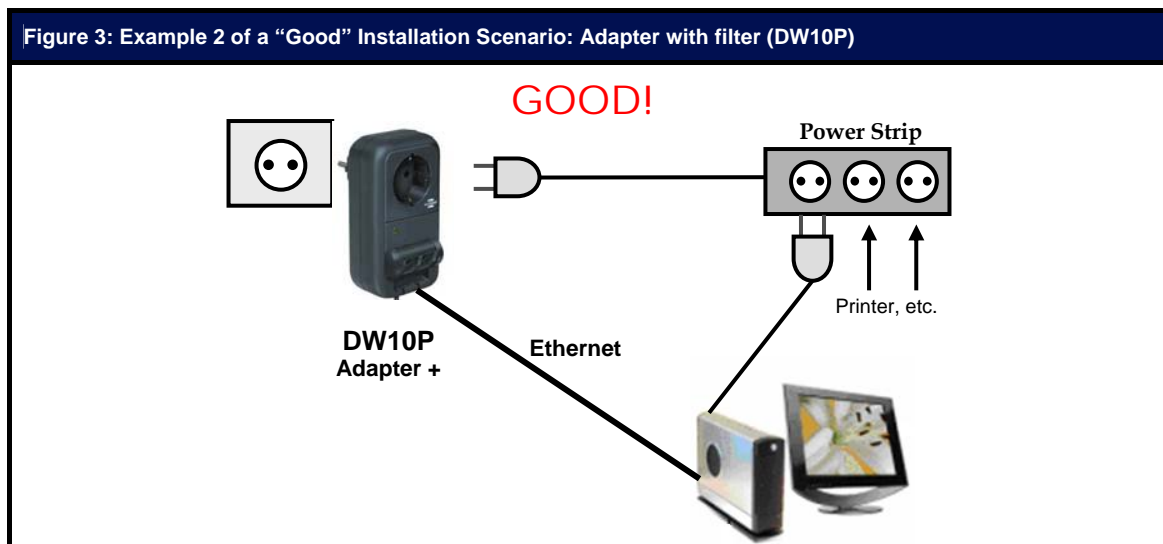 Figure 3: Example 2 of a “Good” Installation Scenario: Adapter with filter (DW10P)
GOOD!
Power Strip
Printer, etc.
DW10P
Adapter +
Ethernet